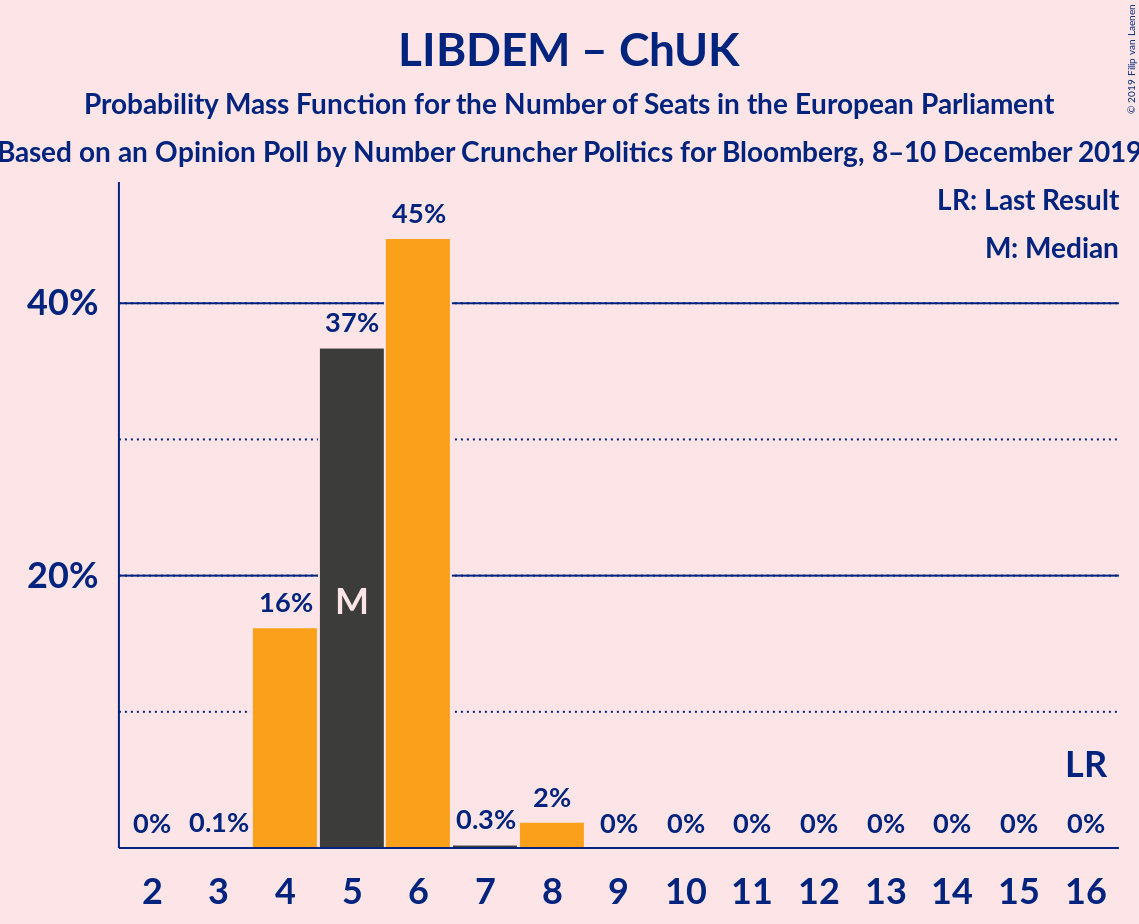 LIBDEM – ChUK
Probability Mass Function for the Number of Seats in the European Parliament
Based on an Opinion Poll by Number Cruncher Politics for Bloomberg, 8–10 December 2019
© 2019 Filip van Laenen
LR: Last Result
M: Median
40%
20%
0%
0.1%
16%
37%
45%
0.3%
2%
0%
0%
0%
0%
0%
0%
0%
0%
M
LR
2 3 4 5 6 7 8 9 10 11 12 13 14 15 16